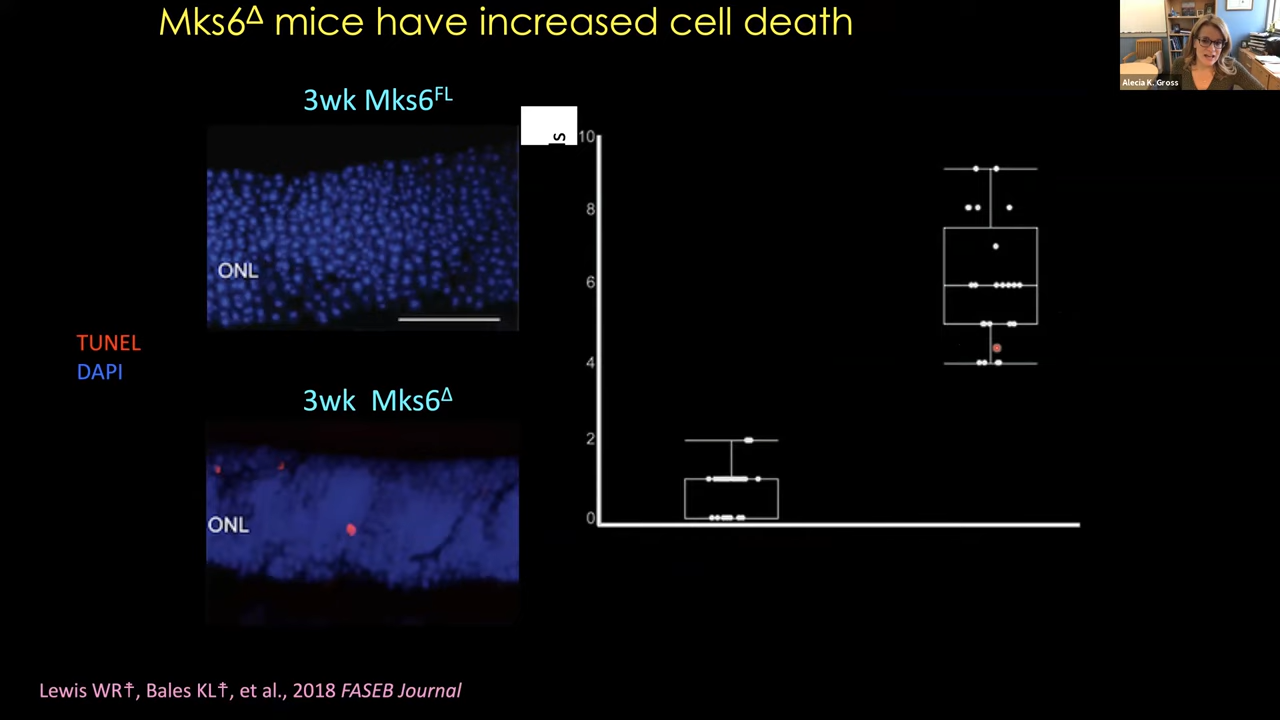 Mks6Δ mice have increased cell death
Alecia K. Gross
3wk Mks6FL
s
10
8
6
4
2
0
ONL
TUNEL
DAPI
3wk Mks6Δ
ONL
Lewis WR☨, Bales KL☨, et al., 2018 FASEB Journal